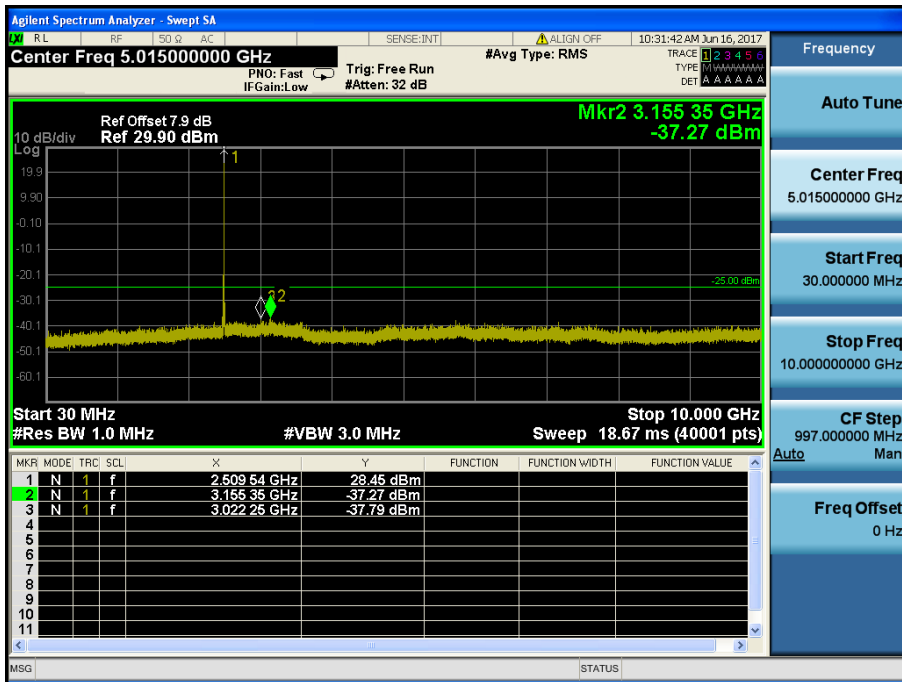 Agilent Spectrum Analyzer - Swept SA
LXI RL RF 50 Ω AC SENSE:INT ALIGN OFF 10:31:42 AM Jun 16, 2017
Center Freq 5.015000000 GHz #Avg Type: RMS TRACE 1 2 3 4 5 6
PNO: Fast Trig: Free Run TYPE MWWWWW
IFGain:Low #Atten: 32 dB DET A A A A A A
Frequency
Auto Tune
Center Freq
5.015000000 GHz
Start Freq
30.000000 MHz
Stop Freq
10.000000000 GHz
CF Step
997.000000 MHz
Auto Man
Freq Offset
0 Hz
Mkr2 3.155 35 GHz
-37.27 dBm
Ref Offset 7.9 dB
10 dB/div Ref 29.90 dBm
Log
1
19.9
9.90
-0.10
-10.1
-20.1
-25.00 dBm
2
-30.1
-40.1
-50.1
-60.1
Start 30 MHz Stop 10.000 GHz
#Res BW 1.0 MHz #VBW 3.0 MHz Sweep 18.67 ms (40001 pts)
MKR MODE TRC SCL X Y FUNCTION FUNCTION WIDTH FUNCTION VALUE
1 N 1 f 2.509 54 GHz 28.45 dBm
2 N 1 f 3.155 35 GHz -37.27 dBm
3 N 1 f 3.022 25 GHz -37.79 dBm
4
5
6
7
8
9
10
11
MSG STATUS